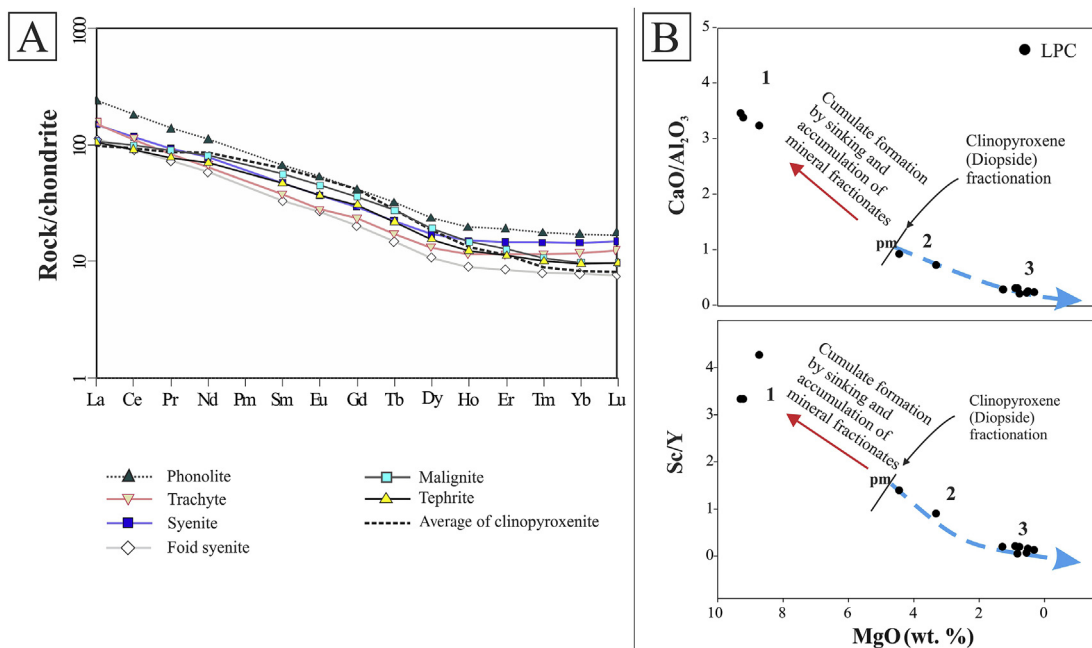 A
Rock/chondrite
1000
100
10
1
La Ce Pr Nd Pm Sm Eu Gd Tb Dy Ho Er Tm Yb Lu
Phonolite
Trachyte
Syenite
Foid syenite
Malignite
Tephrite
Average of clinopyroxenite
B
LPC
CaO/Al₂O₃
5
4
3
2
1
0
1
Cumulate formation
by sinking and
accumulation of
mineral fractionates
Clinopyroxene
(Diopside)
fractionation
pm
2
3
Sc/Y
5
4
3
2
1
0
1
Cumulate formation
by sinking and
accumulation of
mineral fractionates
Clinopyroxene
(Diopside)
fractionation
pm
2
3
10 8 6 4 2 0
MgO (wt. %)